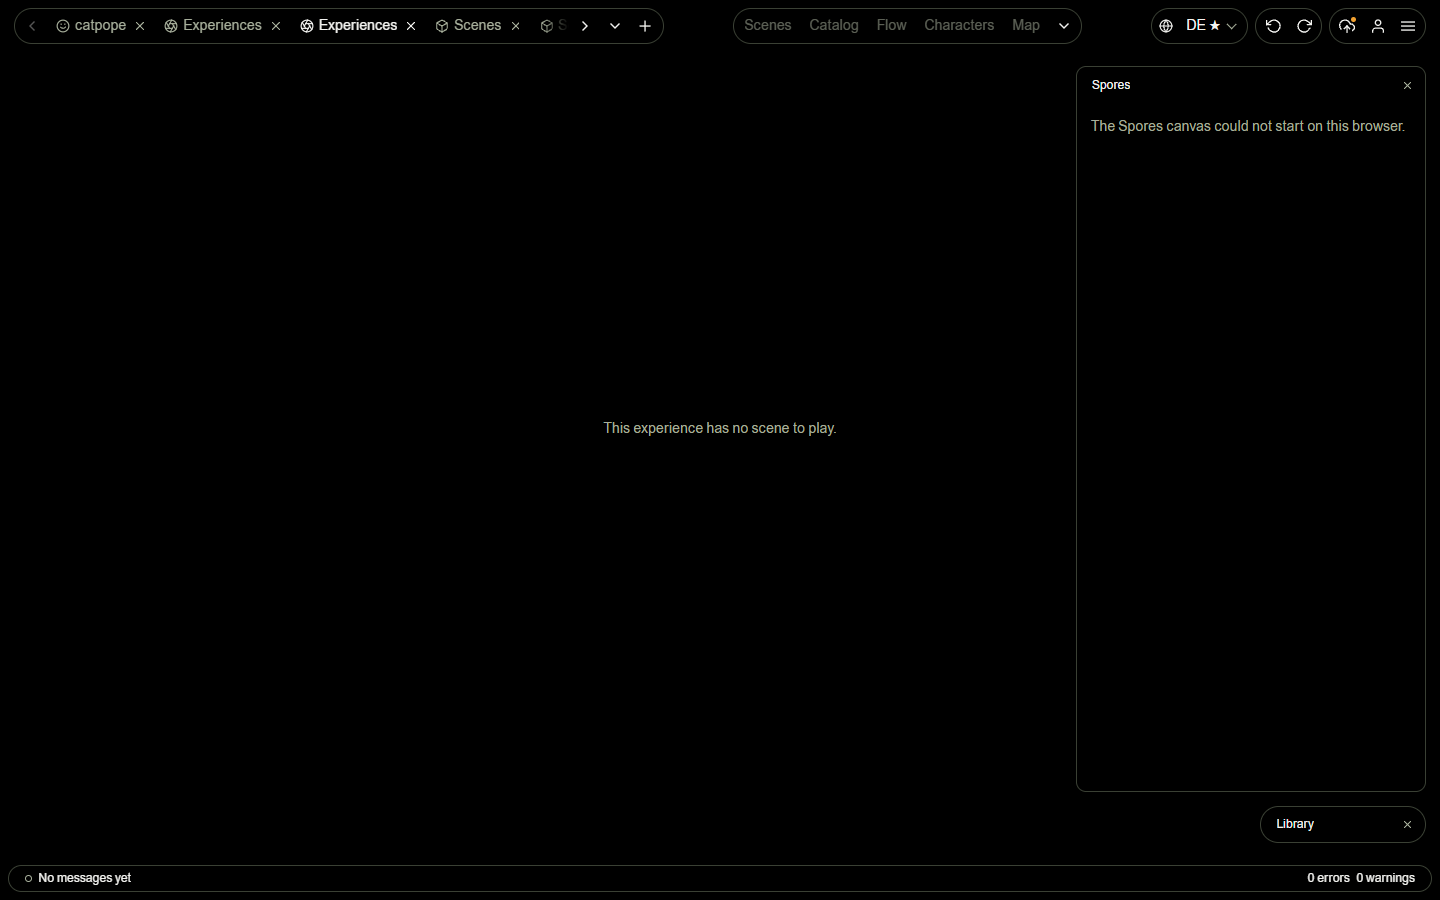 catpope Experiences Experiences Scenes S
Scenes Catalog Flow Characters Map
DE ★
Spores
The Spores canvas could not start on this browser.
This experience has no scene to play.
Library
No messages yet
0 errors 0 warnings